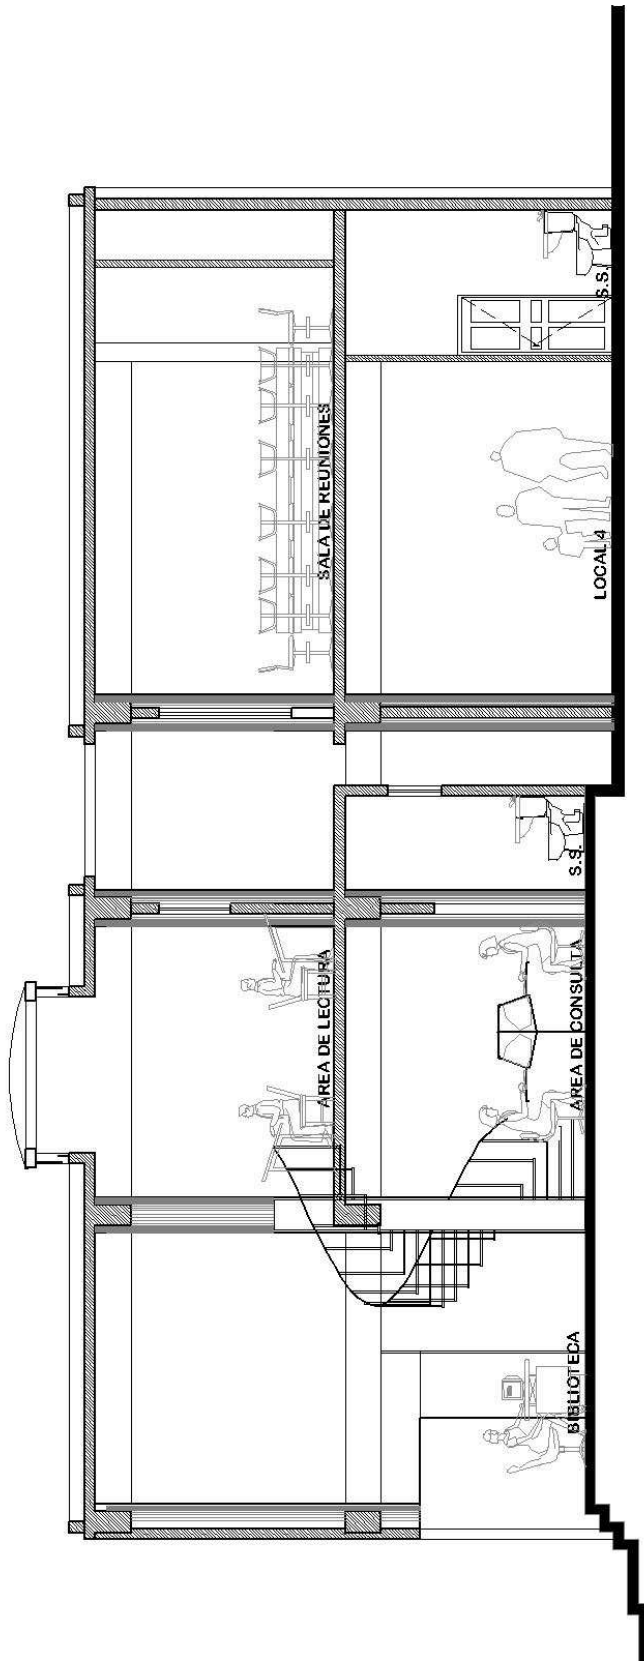 SALA DE REUNIONES
S.S.
LOCAL 4
AREA DE LECTURA
S.S.
AREA DE CONSULTA
BIBLIOTECA